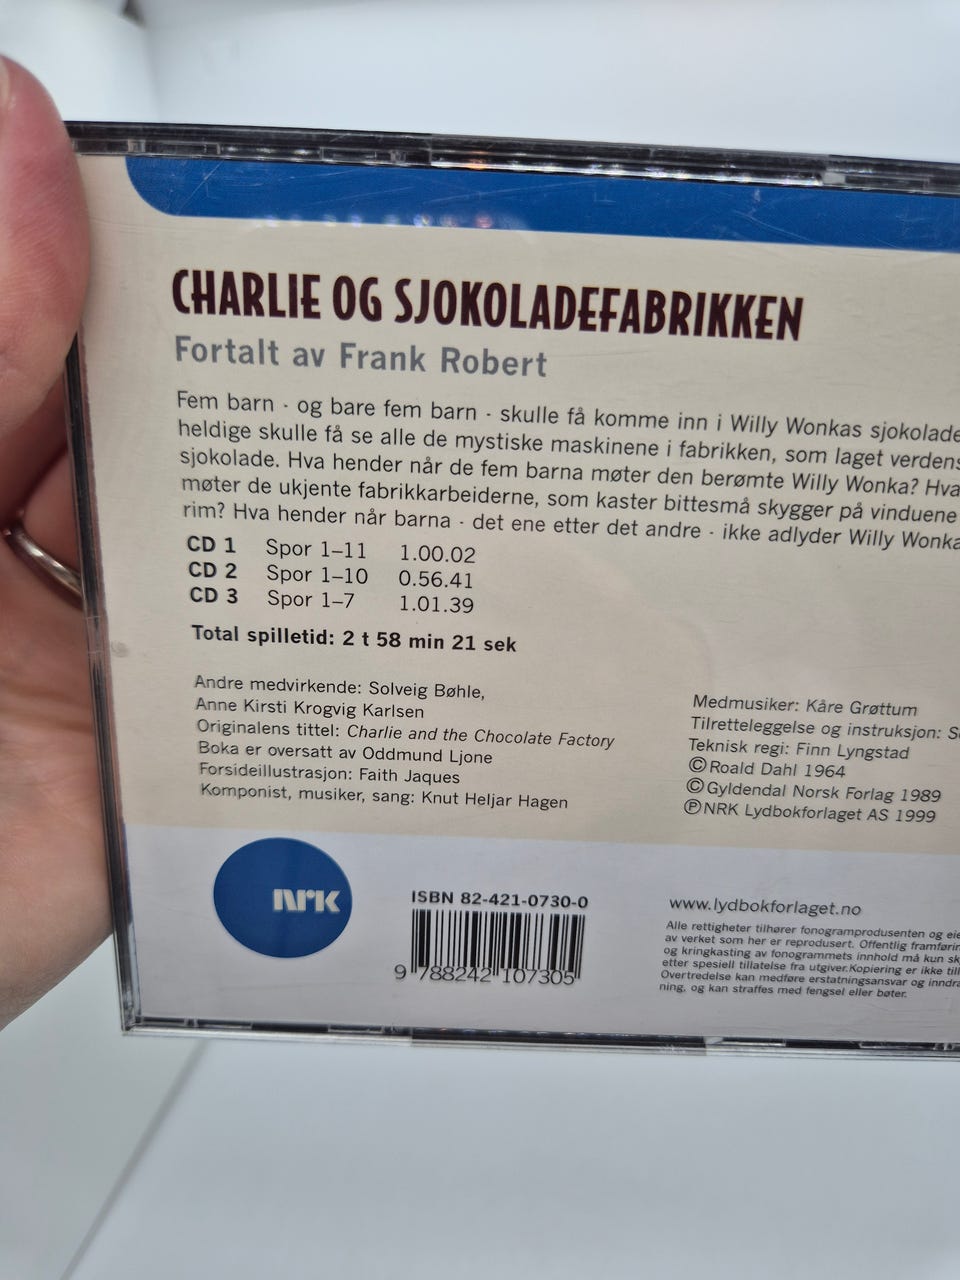 CHARLIE OG SJOKOLADEFABRIKKEN
Fortalt av Frank Robert
Fem barn - og bare fem barn - skulle få komme inn i Willy Wonkas sjokolade
heldige skulle få se alle de mystiske maskinene i fabrikken, som laget verdens
sjokolade. Hva hender når de fem barna møter den berømte Willy Wonka? Hva
møter de ukjente fabrikkarbeiderne, som kaster bittesmå skygger på vinduene
rim? Hva hender når barna - det ene etter det andre - ikke adlyder Willy Wonka
CD 1 Spor 1–11 1.00.02
CD 2 Spor 1–10 0.56.41
CD 3 Spor 1–7 1.01.39
Total spilletid: 2 t 58 min 21 sek
Andre medvirkende: Solveig Bøhle,
Anne Kirsti Krogvig Karlsen
Originalens tittel: Charlie and the Chocolate Factory
Boka er oversatt av Oddmund Ljone
Forsideillustrasjon: Faith Jaques
Komponist, musiker, sang: Knut Heljar Hagen
Medmusiker: Kåre Grøttum
Tilretteleggelse og instruksjon:
Teknisk regi: Finn Lyngstad
©Roald Dahl 1964
©Gyldendal Norsk Forlag 1989
℗NRK Lydbokforlaget AS 1999
NRK
ISBN 82-421-0730-0
9 788242 107305
www.lydbokforlaget.no
Alle rettigheter tilhører fonogramprodusenten og eie
av verket som her er reprodusert. Offentlig framførin
og kringkasting av fonogrammets innhold må kun sk
etter spesiell tillatelse fra utgiver.Kopiering er ikke till
Overtredelse kan medføre erstatningsansvar og inndra
ning, og kan straffes med fengsel eller bøter.